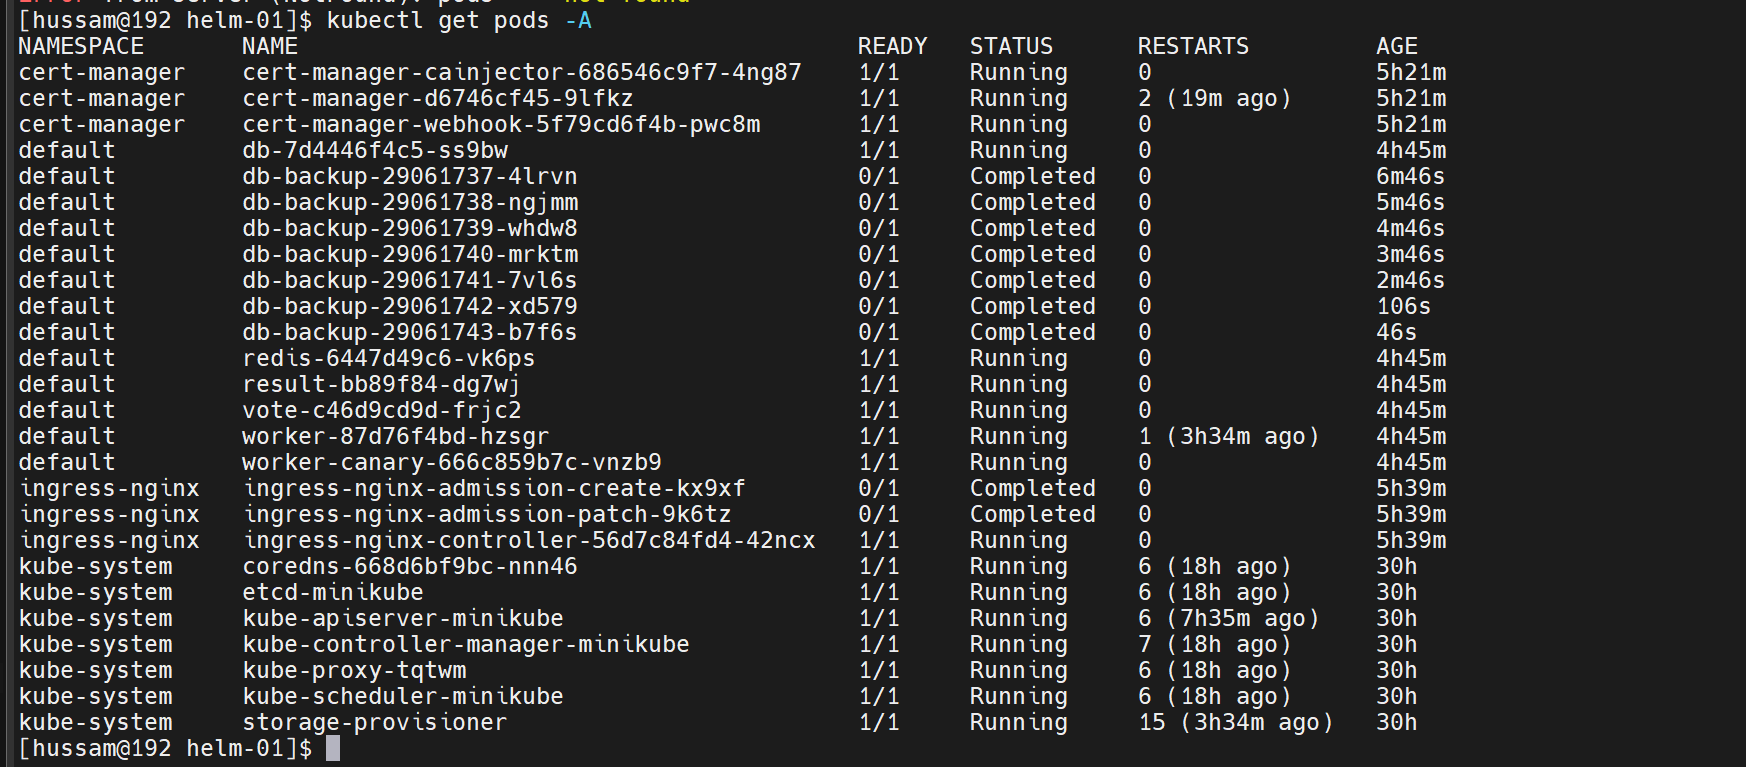 [hussam@192 helm-01]$ kubectl get pods -A
NAMESPACE NAME READY STATUS RESTARTS AGE
cert-manager cert-manager-cainjector-686546c9f7-4ng87 1/1 Running 0 5h21m
cert-manager cert-manager-d6746cf45-9lfkz 1/1 Running 2 (19m ago) 5h21m
cert-manager cert-manager-webhook-5f79cd6f4b-pwc8m 1/1 Running 0 5h21m
default db-7d4446f4c5-ss9bw 1/1 Running 0 4h45m
default db-backup-29061737-4lrvn 0/1 Completed 0 6m46s
default db-backup-29061738-ngjmm 0/1 Completed 0 5m46s
default db-backup-29061739-whdw8 0/1 Completed 0 4m46s
default db-backup-29061740-mrktm 0/1 Completed 0 3m46s
default db-backup-29061741-7vl6s 0/1 Completed 0 2m46s
default db-backup-29061742-xd579 0/1 Completed 0 106s
default db-backup-29061743-b7f6s 0/1 Completed 0 46s
default redis-6447d49c6-vk6ps 1/1 Running 0 4h45m
default result-bb89f84-dg7wj 1/1 Running 0 4h45m
default vote-c46d9cd9d-frjc2 1/1 Running 0 4h45m
default worker-87d76f4bd-hzsgr 1/1 Running 1 (3h34m ago) 4h45m
default worker-canary-666c859b7c-vnzb9 1/1 Running 0 4h45m
ingress-nginx ingress-nginx-admission-create-kx9xf 0/1 Completed 0 5h39m
ingress-nginx ingress-nginx-admission-patch-9k6tz 0/1 Completed 0 5h39m
ingress-nginx ingress-nginx-controller-56d7c84fd4-42ncx 1/1 Running 0 5h39m
kube-system coredns-668d6bf9bc-nnn46 1/1 Running 6 (18h ago) 30h
kube-system etcd-minikube 1/1 Running 6 (18h ago) 30h
kube-system kube-apiserver-minikube 1/1 Running 6 (7h35m ago) 30h
kube-system kube-controller-manager-minikube 1/1 Running 7 (18h ago) 30h
kube-system kube-proxy-tqtwm 1/1 Running 6 (18h ago) 30h
kube-system kube-scheduler-minikube 1/1 Running 6 (18h ago) 30h
kube-system storage-provisioner 1/1 Running 15 (3h34m ago) 30h
[hussam@192 helm-01]$